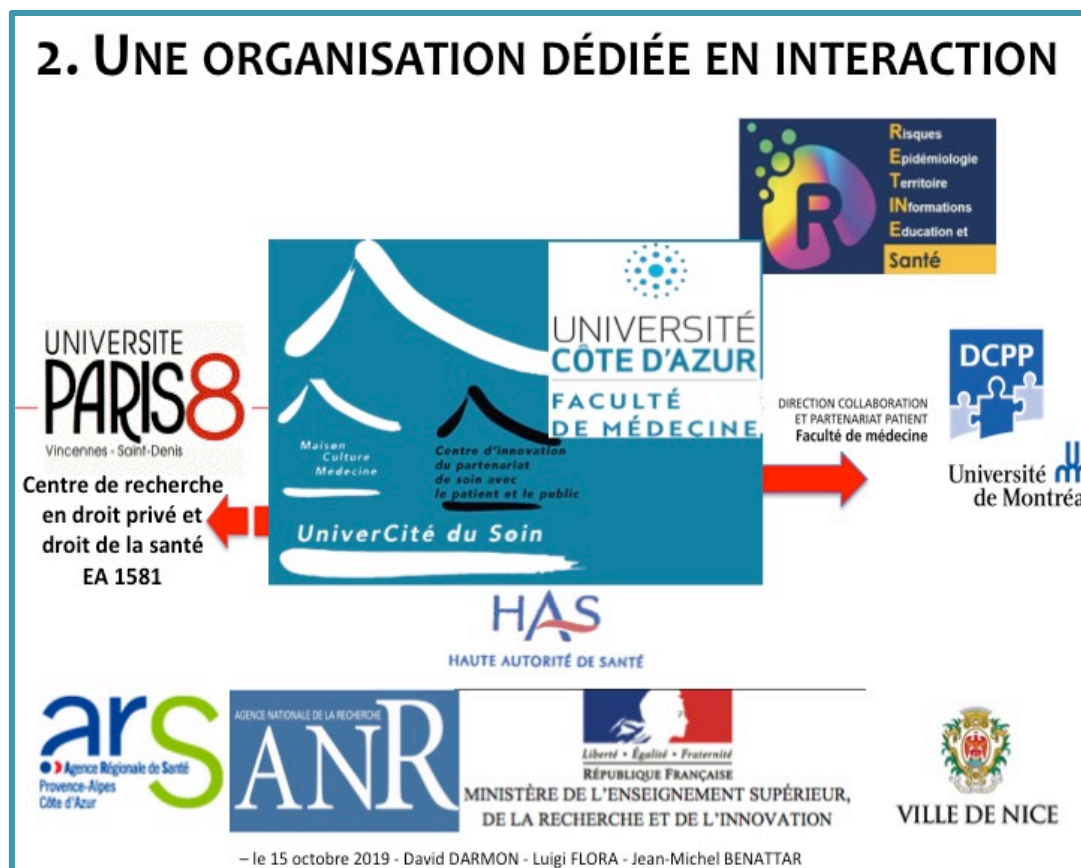 2. UNE ORGANISATION DÉDIÉE EN INTERACTION
Risques
Epidémiologie
Territoire
INformations
Education et
Santé
R
UNIVERSITE
PARIS8
Vincennes - Saint-Denis
Centre de recherche
en droit privé et
droit de la santé
EA 1581
UNIVERSITÉ
CÔTE D'AZUR
FACULTÉ
DE MÉDECINE
Maison
Culture
Médecine
Centre d'innovation
du partenariat
de soin avec
le patient et le public
UniverCité du Soin
DCPP
DIRECTION COLLABORATION
ET PARTENARIAT PATIENT
Faculté de médecine
Université
de Montréa
HAS
HAUTE AUTORITÉ DE SANTÉ
ars
Agence Régionale de Santé
Provence-Alpes
Côte d'Azur
AGENCE NATIONALE DE LA RECHERCHE
ANR
Liberté • Égalité • Fraternité
RÉPUBLIQUE FRANÇAISE
MINISTÈRE DE L'ENSEIGNEMENT SUPÉRIEUR,
DE LA RECHERCHE ET DE L'INNOVATION
VILLE DE NICE
– le 15 octobre 2019 - David DARMON - Luigi FLORA - Jean-Michel BENATTAR